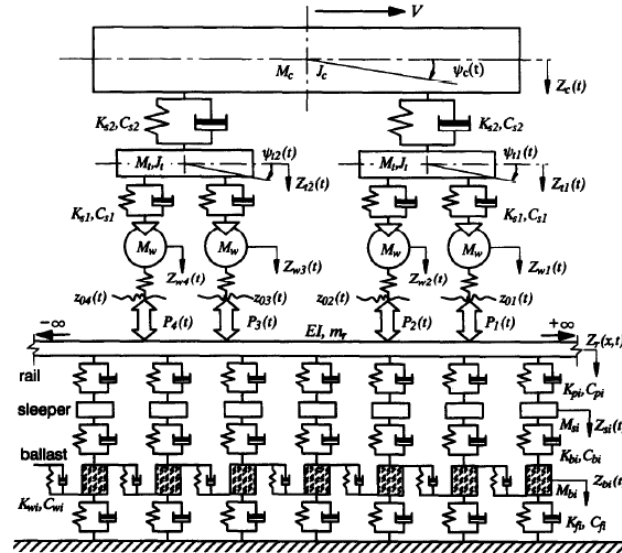 V
M_c J_c ψ_c(t)
Z_c(t)
K_s2,C_s2 K_s2,C_s2
M_t,J_t ψ_t2(t) M_t,J_t ψ_t1(t)
Z_t2(t) Z_t1(t)
K_s1,C_s1 K_s1,C_s1
M_w M_w M_w M_w
Z_w4(t) Z_w3(t) Z_w2(t) Z_w1(t)
z_04(t) z_03(t) z_02(t) z_01(t)
P_4(t) P_3(t) P_2(t) P_1(t)
-∞ EI, m_r +∞
Z_r(x,t)
rail
K_pi, C_pi
sleeper
M_si Z_si(t)
K_bi, C_bi
ballast
Z_bi(t
M_bi
K_wi, C_wi
K_fi, C_fi